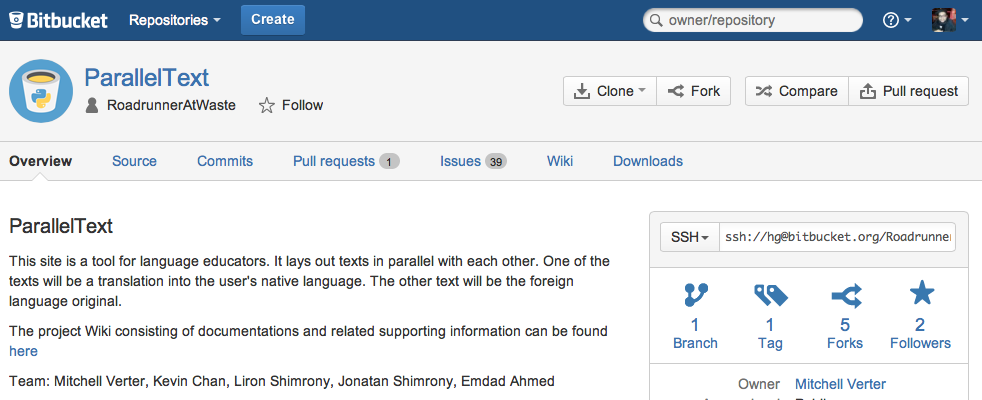 Bitbucket Repositories Create owner/repository
ParallelText
RoadrunnerAtWaste Follow
Clone Fork Compare Pull request
Overview Source Commits Pull requests 1 Issues 39 Wiki Downloads
ParallelText
This site is a tool for language educators. It lays out texts in parallel with each other. One of the
texts will be a translation into the user's native language. The other text will be the foreign
language original.
The project Wiki consisting of documentations and related supporting information can be found
here
Team: Mitchell Verter, Kevin Chan, Liron Shimrony, Jonatan Shimrony, Emdad Ahmed
SSH ssh://hg@bitbucket.org/Roadrunner
1 1 5 2
Branch Tag Forks Followers
Owner Mitchell Verter